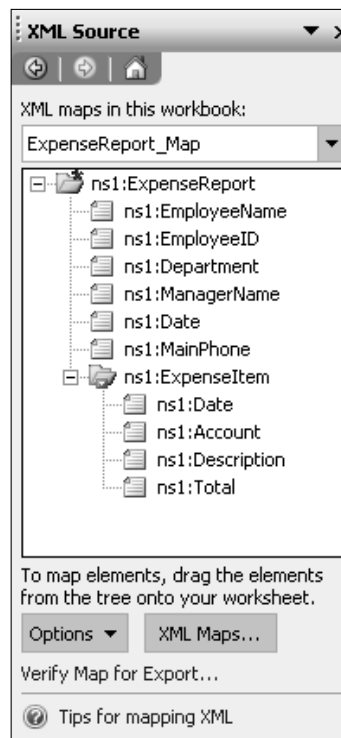 XML Source
XML maps in this workbook:
ExpenseReport_Map
ns1:ExpenseReport
ns1:EmployeeName
ns1:EmployeeID
ns1:Department
ns1:ManagerName
ns1:Date
ns1:MainPhone
ns1:ExpenseItem
ns1:Date
ns1:Account
ns1:Description
ns1:Total
To map elements, drag the elements
from the tree onto your worksheet.
Options XML Maps...
Verify Map for Export...
Tips for mapping XML